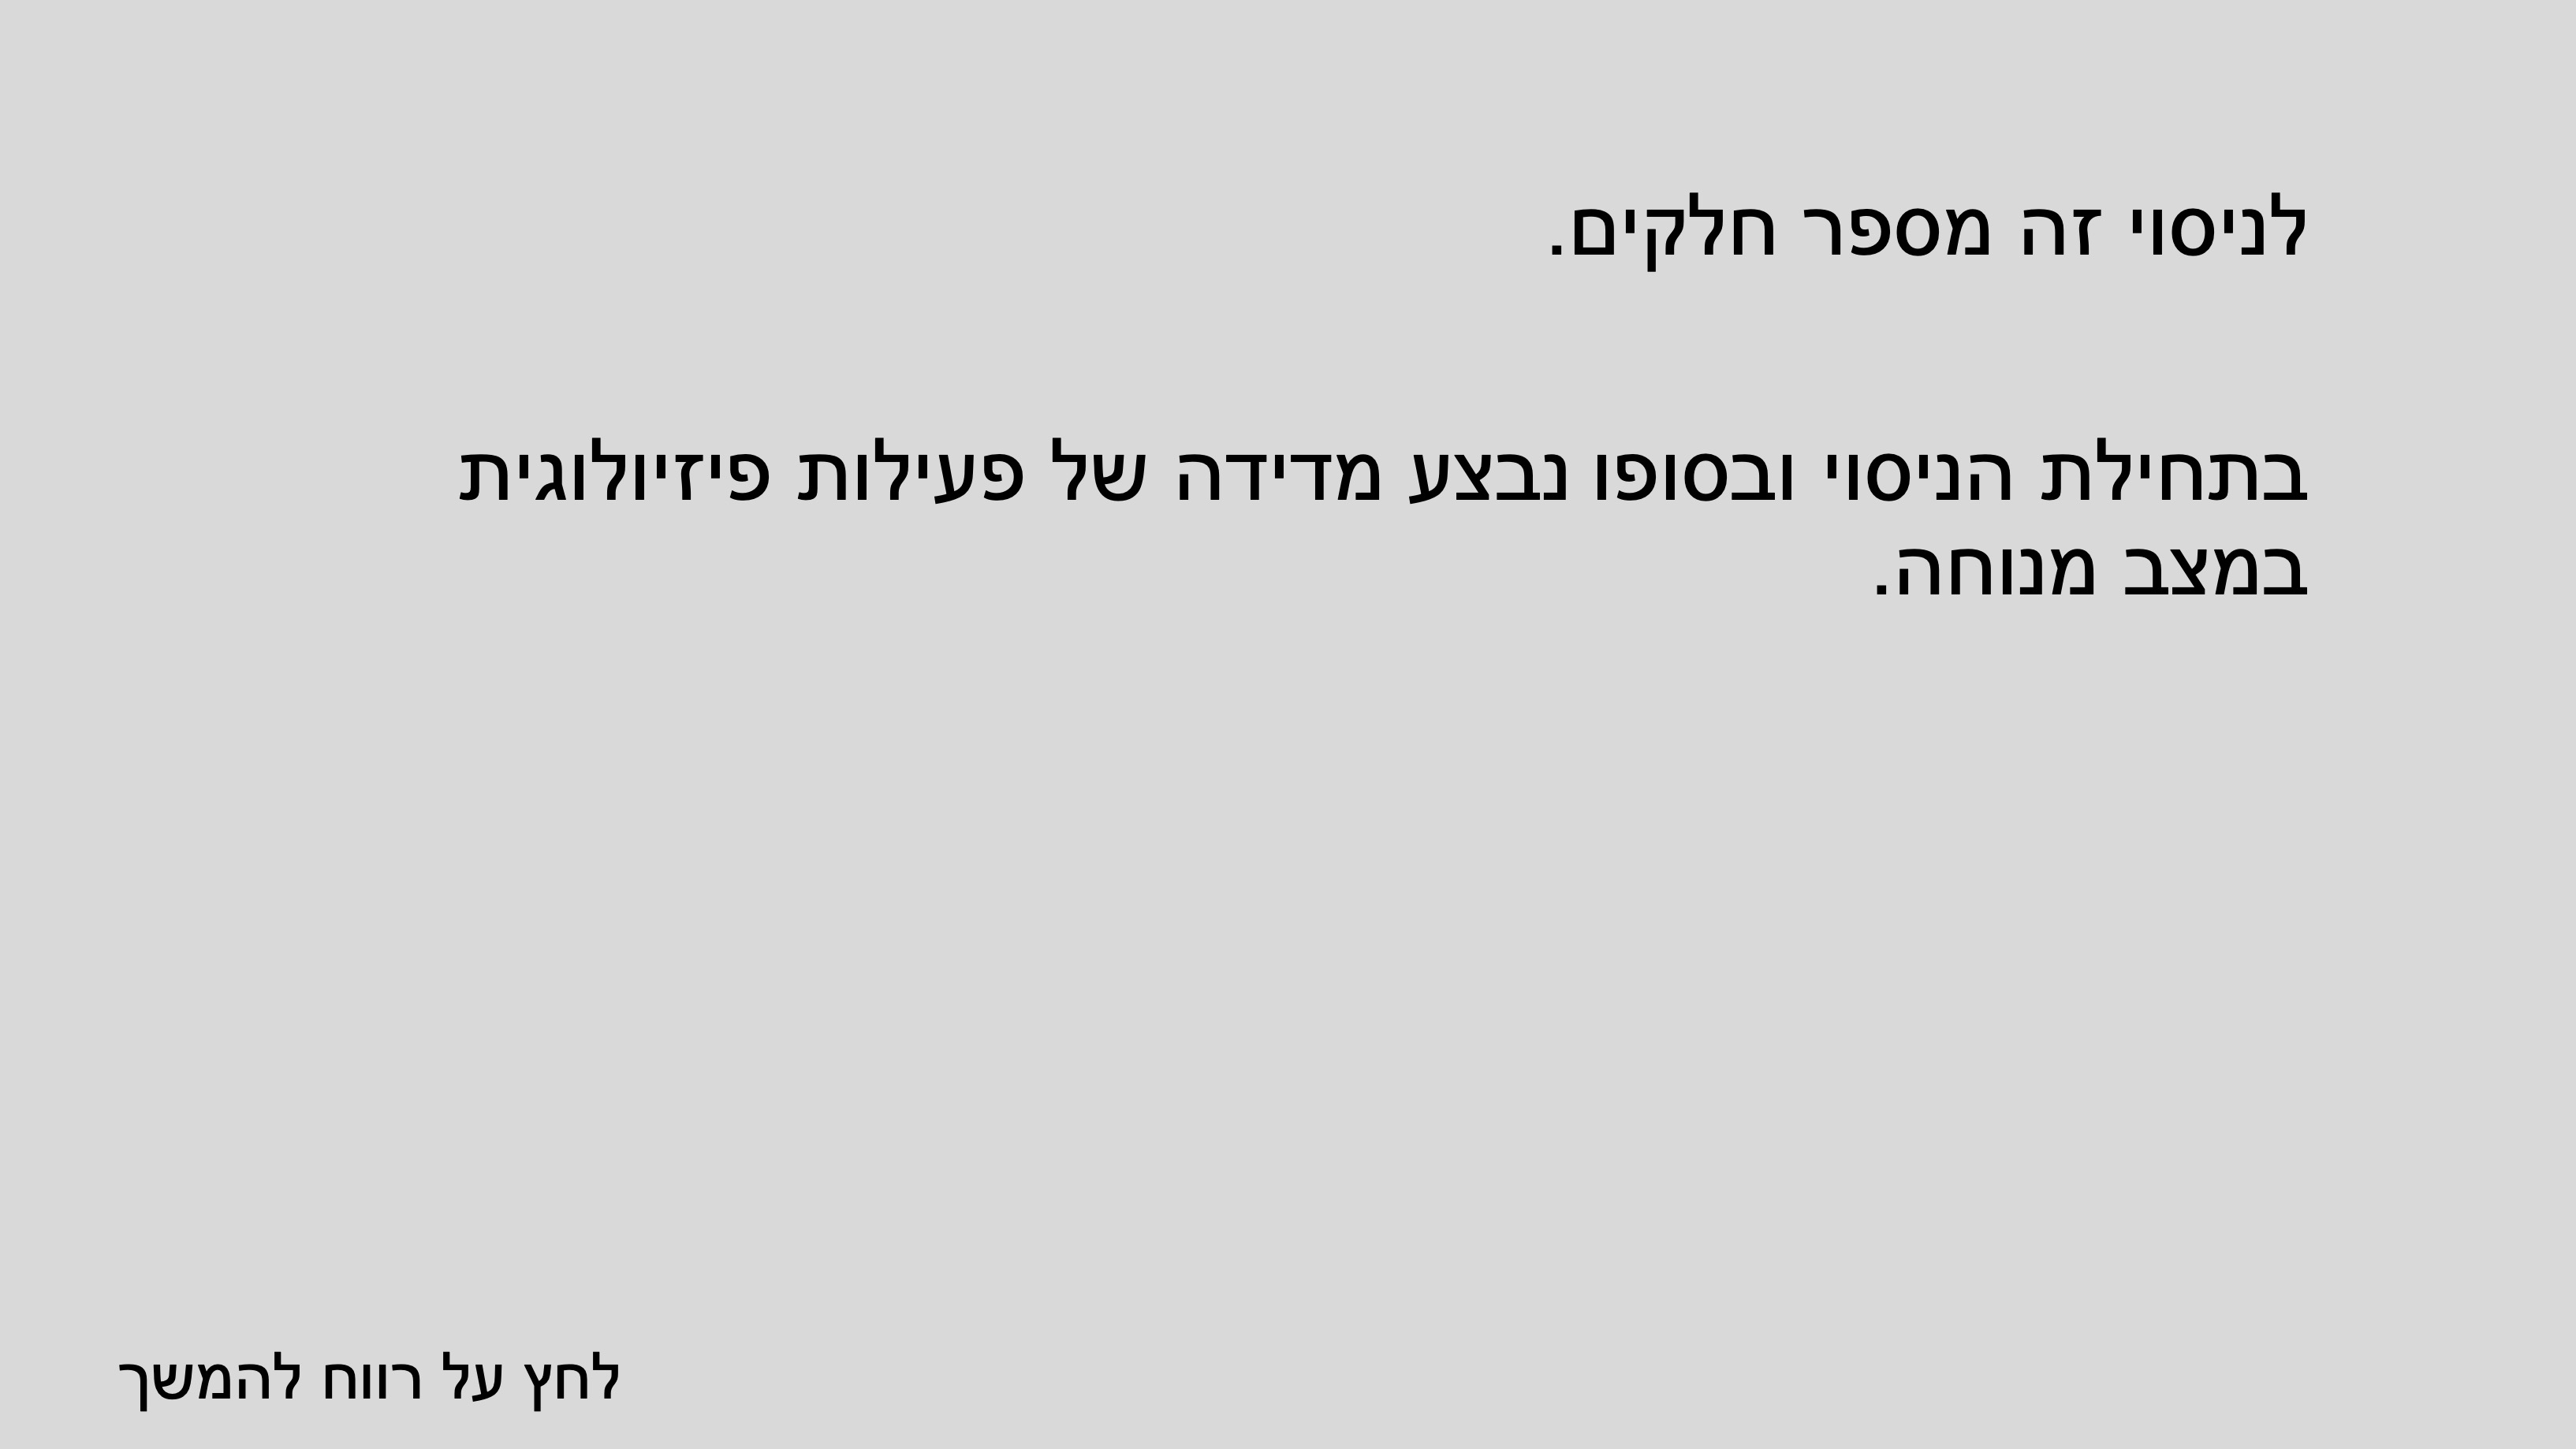 לניסוי זה מספר חלקים.
בתחילת הניסוי ובסופו נבצע מדידה של פעילות פיזיולוגית
במצב מנוחה.
לחץ על רווח להמשך